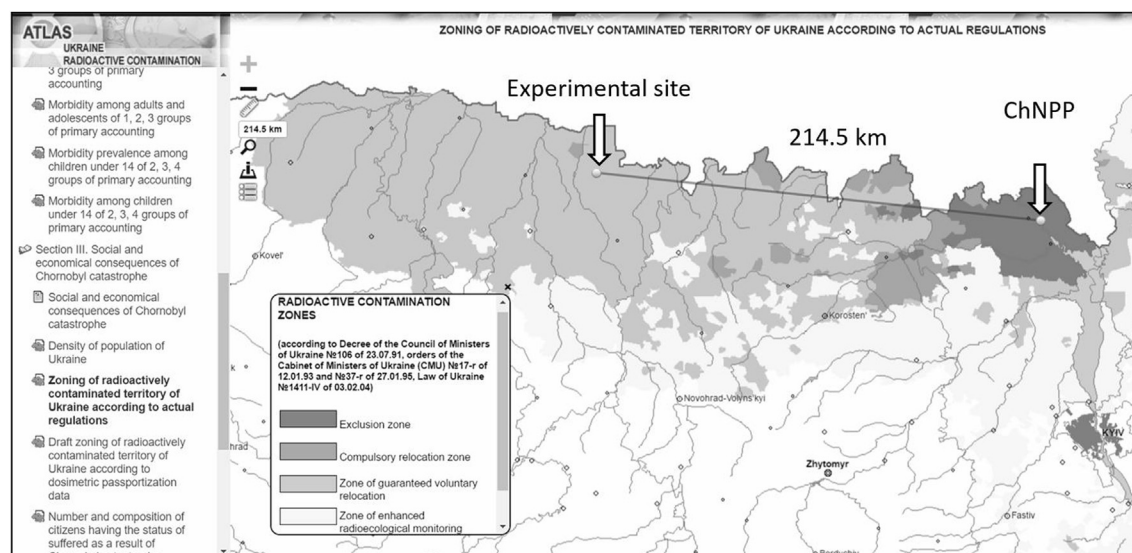 ATLAS
UKRAINE
RADIOACTIVE CONTAMINATION
3 groups of primary
accounting
Morbidity among adults and
adolescents of 1, 2, 3 groups
of primary accounting
Morbidity prevalence among
children under 14 of 2, 3, 4
groups of primary accounting
Morbidity among children
under 14 of 2, 3, 4 groups of
primary accounting
Section III. Social and
economical consequences of
Chornobyl catastrophe
Social and economical
consequences of Chornobyl
catastrophe
Density of population of
Ukraine
Zoning of radioactively
contaminated territory of
Ukraine according to actual
regulations
Draft zoning of radioactively
contaminated territory of
Ukraine according to
dosimetric passportization
data
Number and composition of
citizens having the status of
suffered as a result of
ZONING OF RADIOACTIVELY CONTAMINATED TERRITORY OF UKRAINE ACCORDING TO ACTUAL REGULATIONS
214.5 km
Experimental site
214.5 km
ChNPP
Kovel'
Korosten'
Novohrad-Volyns'kyi
Zhytomyr
KYIV
Fastiv
RADIOACTIVE CONTAMINATION
ZONES
(according to Decree of the Council of Ministers
of Ukraine №106 of 23.07.91, orders of the
Cabinet of Ministers of Ukraine (CMU) №17-r of
12.01.93 and №37-r of 27.01.95, Law of Ukraine
№1411-IV of 03.02.04)
Exclusion zone
Compulsory relocation zone
Zone of guaranteed voluntary
relocation
Zone of enhanced
radioecological monitoring